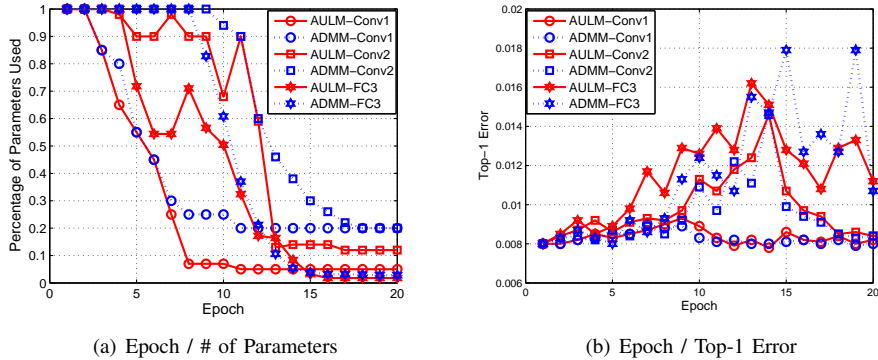 Percentage of Parameters Used
1
0.9
0.8
0.7
0.6
0.5
0.4
0.3
0.2
0.1
0
0
5
10
15
20
Epoch
AULM−Conv1
ADMM−Conv1
AULM−Conv2
ADMM−Conv2
AULM−FC3
ADMM−FC3
(a) Epoch / # of Parameters
Top−1 Error
0.02
0.018
0.016
0.014
0.012
0.01
0.008
0.006
0
5
10
15
20
Epoch
AULM−Conv1
ADMM−Conv1
AULM−Conv2
ADMM−Conv2
AULM−FC3
ADMM−FC3
(b) Epoch / Top-1 Error